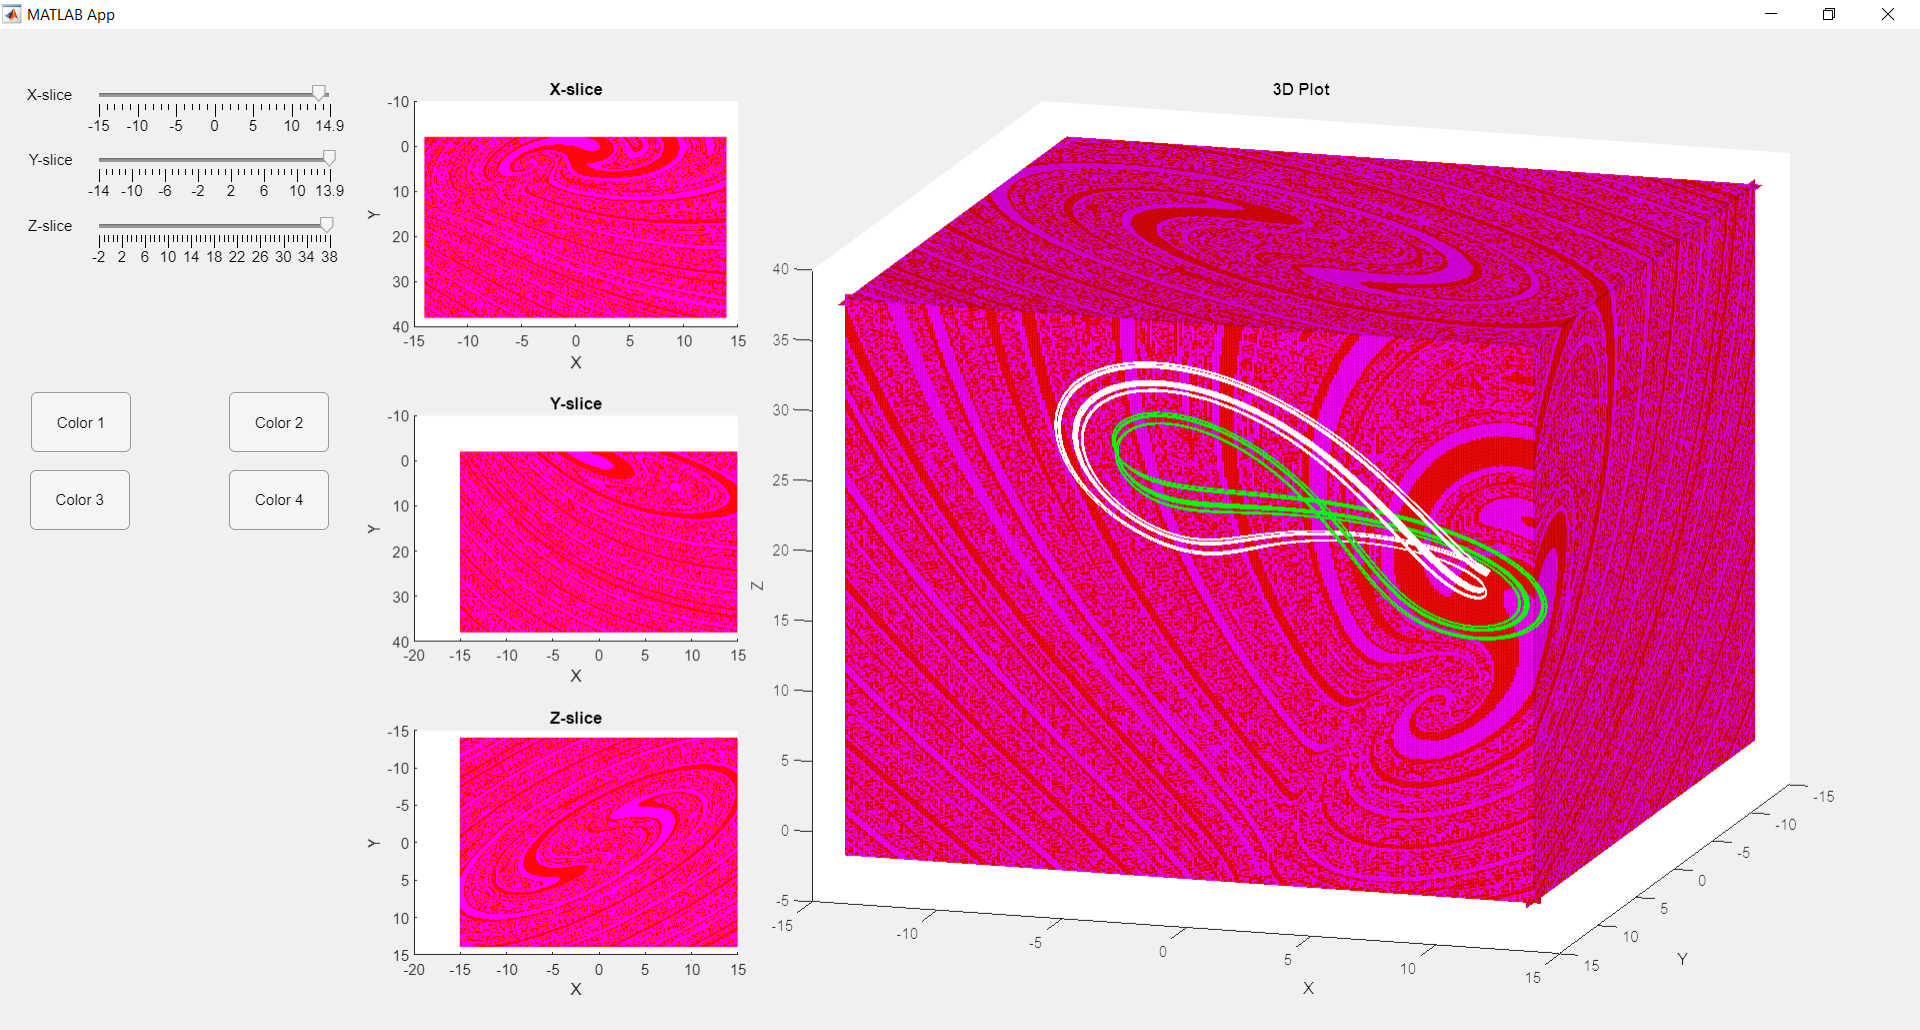 MATLAB App
X-slice
-15 -10 -5 0 5 10 14.9
Y-slice
-14 -10 -6 -2 2 6 10 13.9
Z-slice
-2 2 6 10 14 18 22 26 30 34 38
Color 1
Color 2
Color 3
Color 4
X-slice
-10
0
10
20
30
40
Y
-15 -10 -5 0 5 10 15
X
Y-slice
-10
0
10
20
30
40
Y
-20 -15 -10 -5 0 5 10 15
X
Z-slice
-15
-10
-5
0
5
10
15
Y
-20 -15 -10 -5 0 5 10 15
X
3D Plot
40
35
30
25
20
15
10
5
0
-5
Z
-15 -10 -5 0 5 10 15
X
-15
-10
-5
0
5
10
15
Y